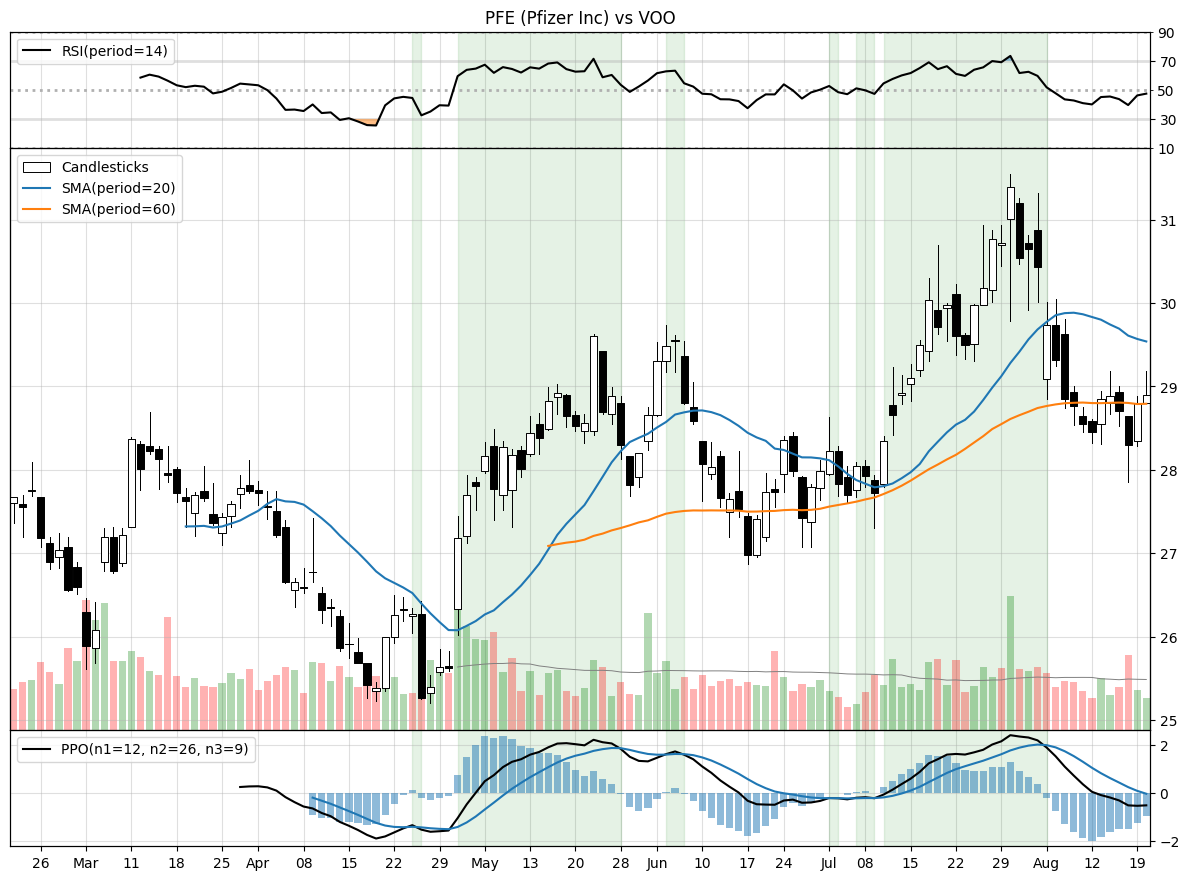 PFE (Pfizer Inc) vs VOO
RSI(period=14)
90
70
50
30
10
Candlesticks
SMA(period=20)
SMA(period=60)
31
30
29
28
27
26
25
PPO(n1=12, n2=26, n3=9)
2
0
−2
26 Mar 11 18 25 Apr 08 15 22 29 May 13 20 28 Jun 10 17 24 Jul 08 15 22 29 Aug 12 19